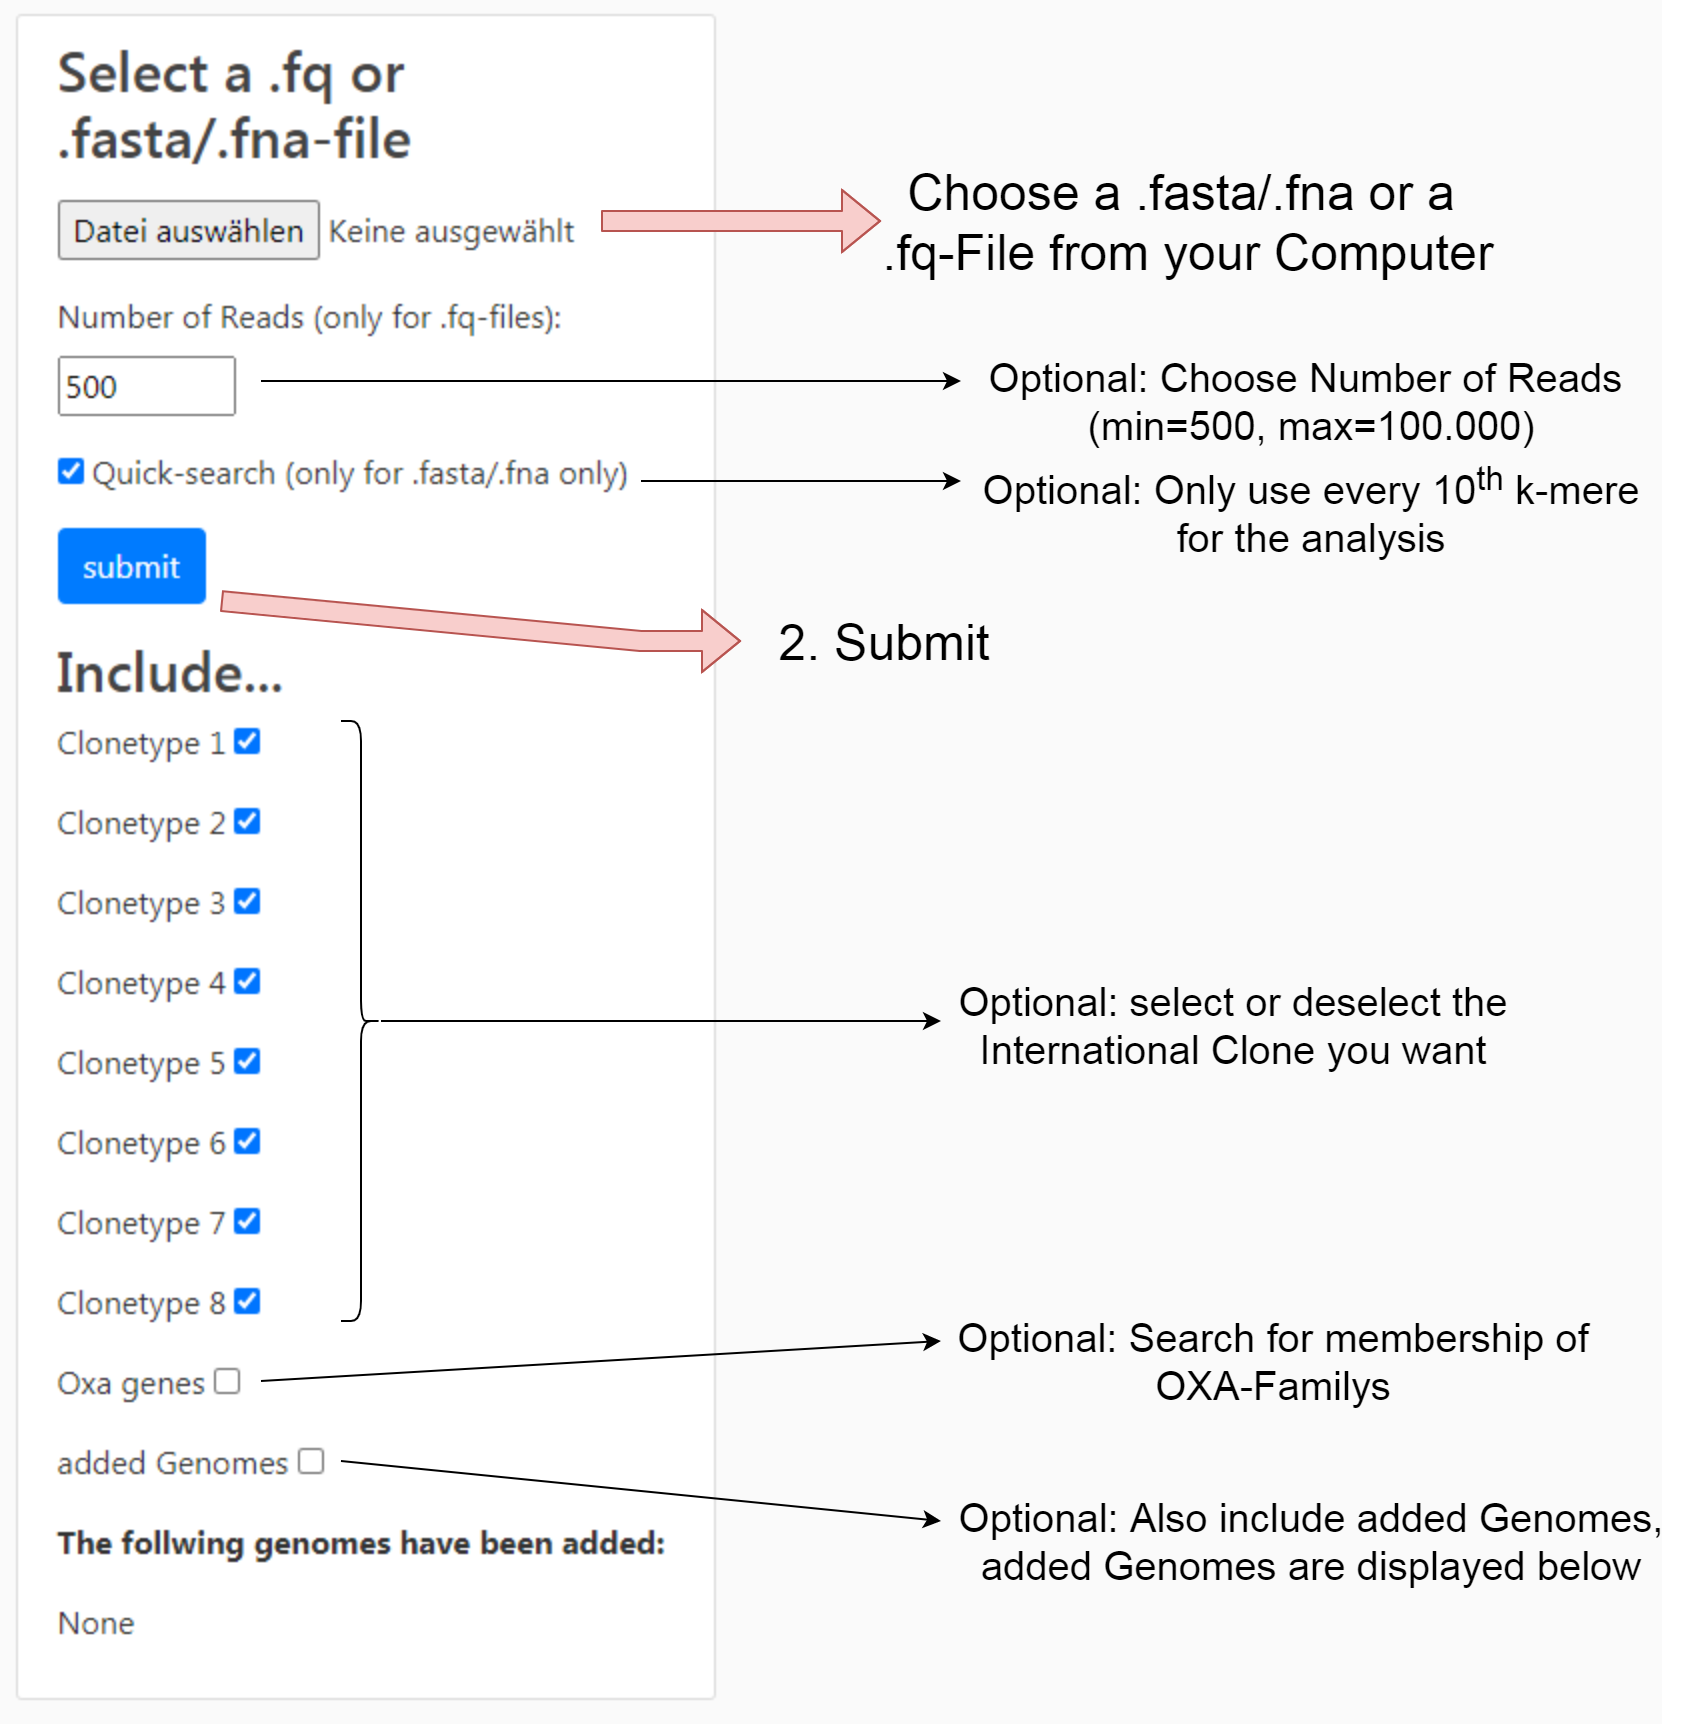 Select a .fq or
.fasta/.fna-file
Datei auswählen Keine ausgewählt
Choose a .fasta/.fna or a
.fq-File from your Computer
Number of Reads (only for .fq-files):
500
Optional: Choose Number of Reads
(min=500, max=100.000)
Quick-search (only for .fasta/.fna only)
Optional: Only use every 10th k-mere
for the analysis
submit
2. Submit
Include...
Clonetype 1
Clonetype 2
Clonetype 3
Clonetype 4
Clonetype 5
Clonetype 6
Clonetype 7
Clonetype 8
Optional: select or deselect the
International Clone you want
Oxa genes
Optional: Search for membership of
OXA-Familys
added Genomes
Optional: Also include added Genomes,
added Genomes are displayed below
The follwing genomes have been added:
None